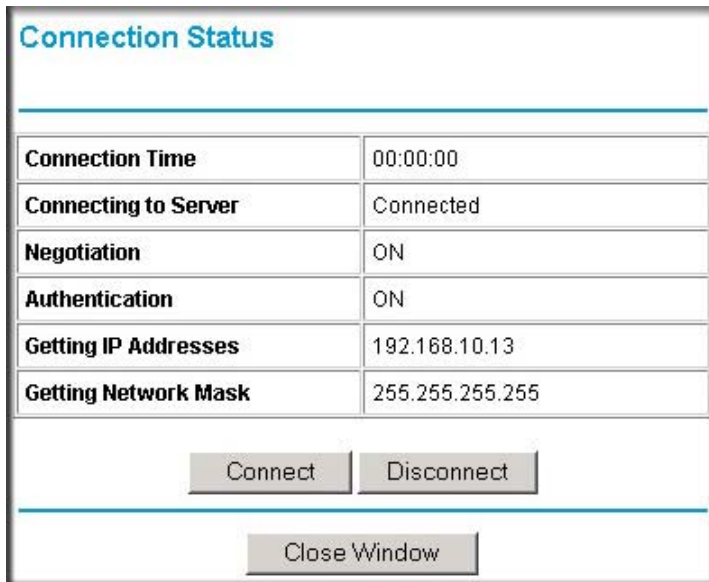 Connection Status
Connection Time 00:00:00
Connecting to Server Connected
Negotiation ON
Authentication ON
Getting IP Addresses 192.168.10.13
Getting Network Mask 255.255.255.255
Connect Disconnect
Close Window